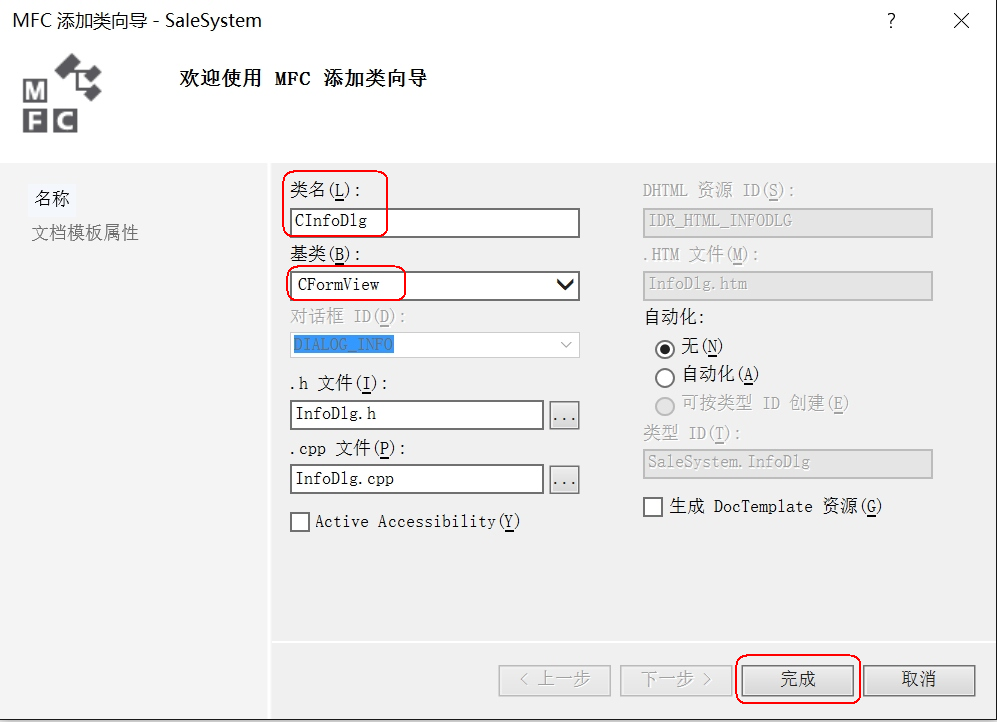 MFC 添加类向导 - SaleSystem
?
MFC
欢迎使用 MFC 添加类向导
名称
文档模板属性
类名(L):
CInfoDlg
基类(B):
CFormView
对话框 ID(D):
DIALOG_INFO
.h 文件(I):
InfoDlg.h
...
.cpp 文件(P):
InfoDlg.cpp
...
Active Accessibility(Y)
DHTML 资源 ID(S):
IDR_HTML_INFODLG
.HTM 文件(M):
InfoDlg.htm
自动化:
无(N)
自动化(A)
可按类型 ID 创建(E)
类型 ID(T):
SaleSystem.InfoDlg
生成 DocTemplate 资源(G)
< 上一步
下一步 >
完成
取消